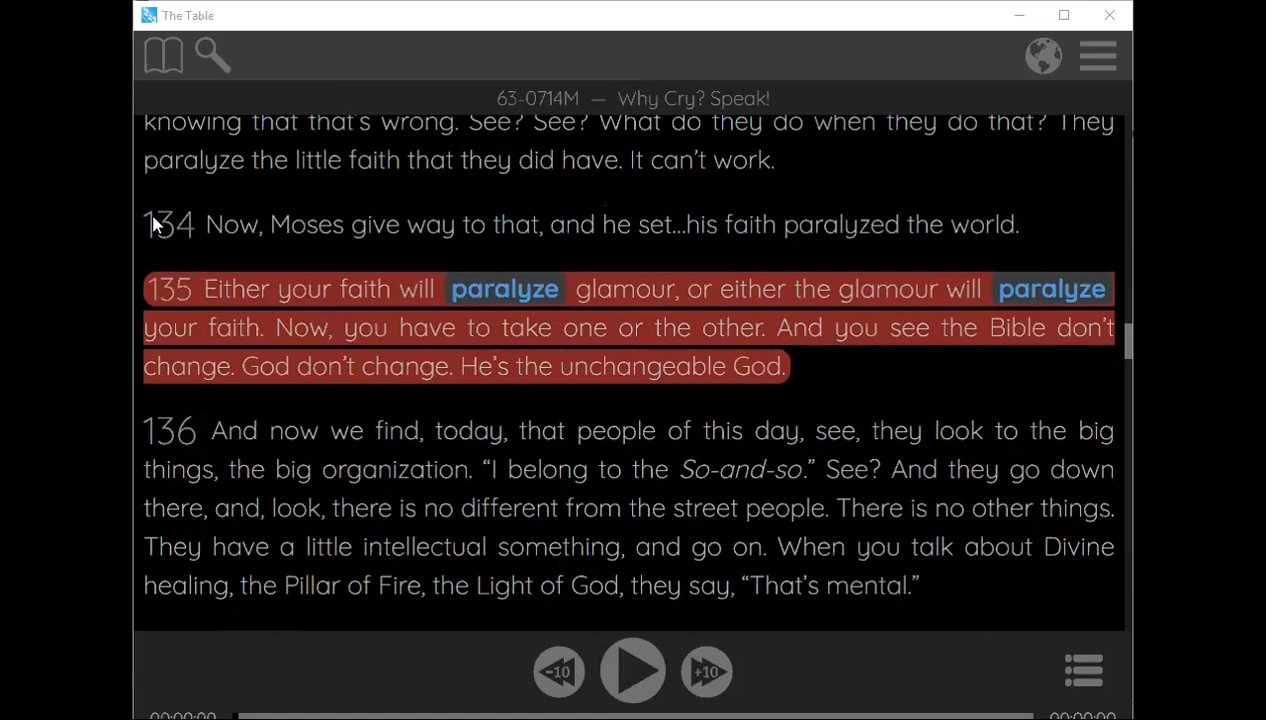 The Table
63-0714M — Why Cry? Speak!
knowing that that's wrong. See? See? What do they do when they do that? They
paralyze the little faith that they did have. It can't work.
134 Now, Moses give way to that, and he set...his faith paralyzed the world.
135 Either your faith will paralyze glamour, or either the glamour will paralyze
your faith. Now, you have to take one or the other. And you see the Bible don't
change. God don't change. He's the unchangeable God.
136 And now we find, today, that people of this day, see, they look to the big
things, the big organization. “I belong to the So-and-so.” See? And they go down
there, and, look, there is no different from the street people. There is no other things.
They have a little intellectual something, and go on. When you talk about Divine
healing, the Pillar of Fire, the Light of God, they say, “That's mental.”
-10 +10
00:00:00 00:00:00